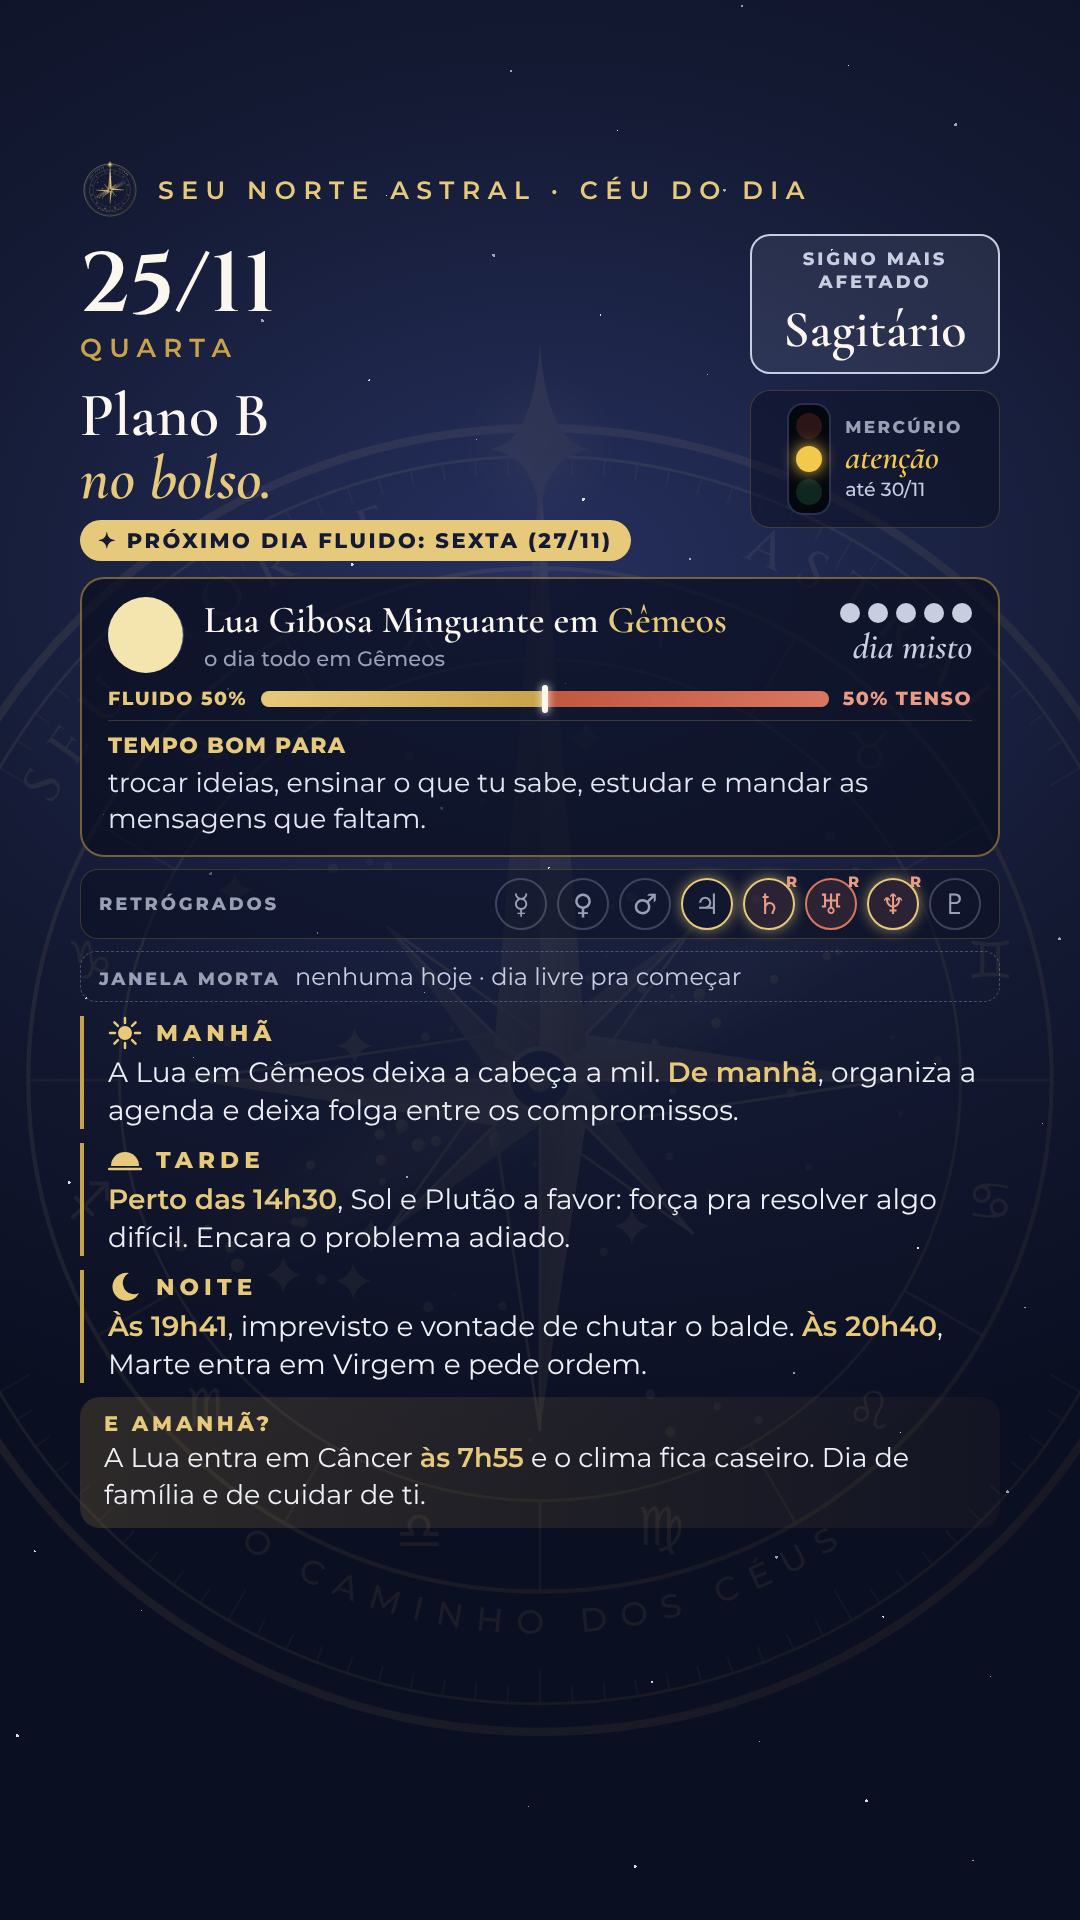 SEU NORTE ASTRAL · CÉU DO DIA
25/11
QUARTA
Plano B
no bolso.
✦ PRÓXIMO DIA FLUIDO: SEXTA (27/11)
SIGNO MAIS
AFETADO
Sagitário
MERCÚRIO
atenção
até 30/11
Lua Gibosa Minguante em Gêmeos
o dia todo em Gêmeos
dia misto
FLUIDO 50%
50% TENSO
TEMPO BOM PARA
trocar ideias, ensinar o que tu sabe, estudar e mandar as
mensagens que faltam.
RETRÓGRADOS
☿ ♀ ♂ ♃ ♄ R ♅ R ♆ R ♇
JANELA MORTA nenhuma hoje · dia livre pra começar
MANHÃ
A Lua em Gêmeos deixa a cabeça a mil. De manhã, organiza a
agenda e deixa folga entre os compromissos.
TARDE
Perto das 14h30, Sol e Plutão a favor: força pra resolver algo
difícil. Encara o problema adiado.
NOITE
Às 19h41, imprevisto e vontade de chutar o balde. Às 20h40,
Marte entra em Virgem e pede ordem.
E AMANHÃ?
A Lua entra em Câncer às 7h55 e o clima fica caseiro. Dia de
família e de cuidar de ti.
O CAMINHO DOS CÉUS